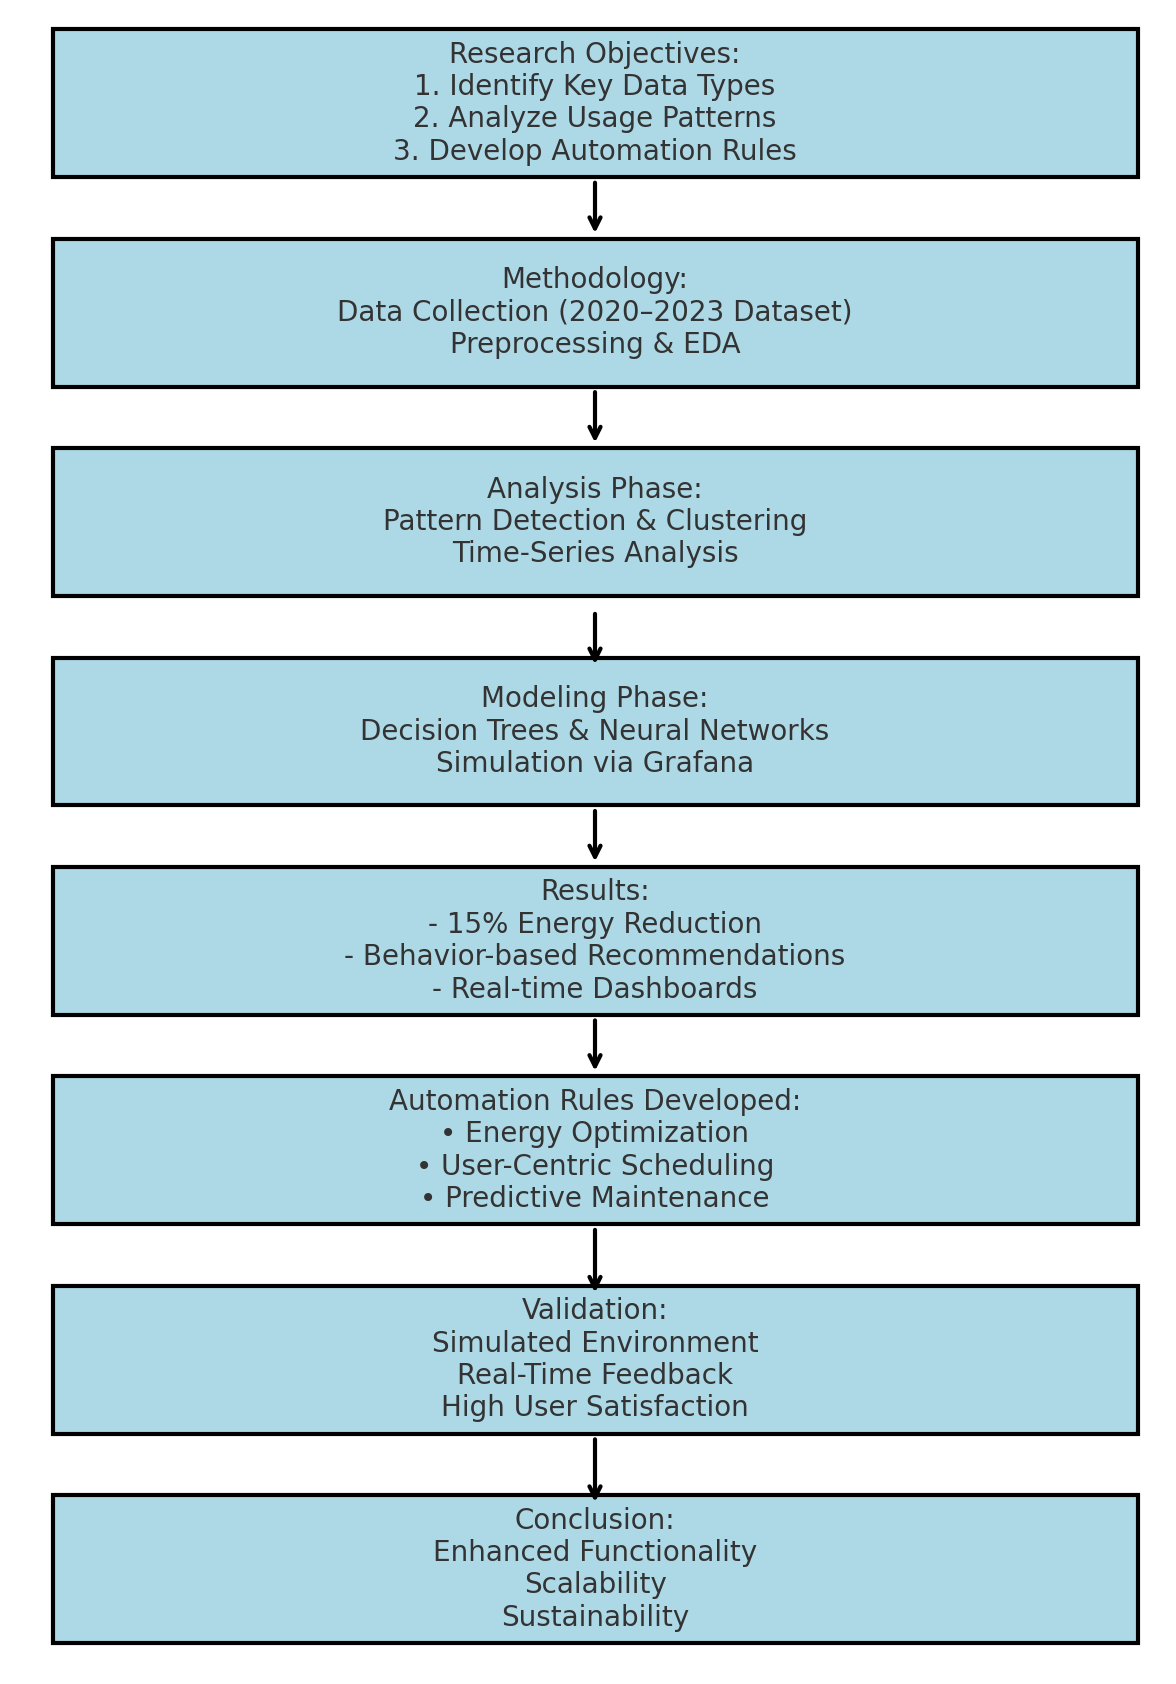 Research Objectives:
1. Identify Key Data Types
2. Analyze Usage Patterns
3. Develop Automation Rules
Methodology:
Data Collection (2020–2023 Dataset)
Preprocessing & EDA
Analysis Phase:
Pattern Detection & Clustering
Time-Series Analysis
Modeling Phase:
Decision Trees & Neural Networks
Simulation via Grafana
Results:
- 15% Energy Reduction
- Behavior-based Recommendations
- Real-time Dashboards
Automation Rules Developed:
• Energy Optimization
• User-Centric Scheduling
• Predictive Maintenance
Validation:
Simulated Environment
Real-Time Feedback
High User Satisfaction
Conclusion:
Enhanced Functionality
Scalability
Sustainability